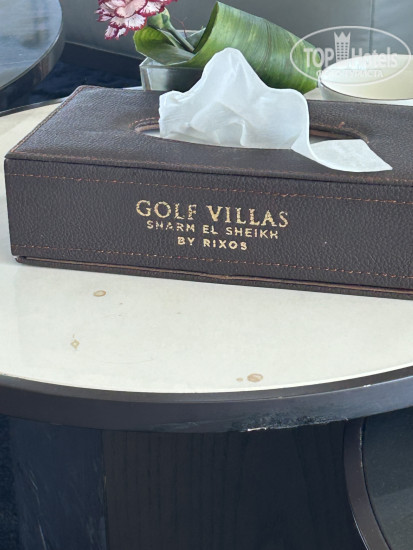 TOP Hotels
GOLF VILLAS
SHARM EL SHEIKH
BY RIXOS